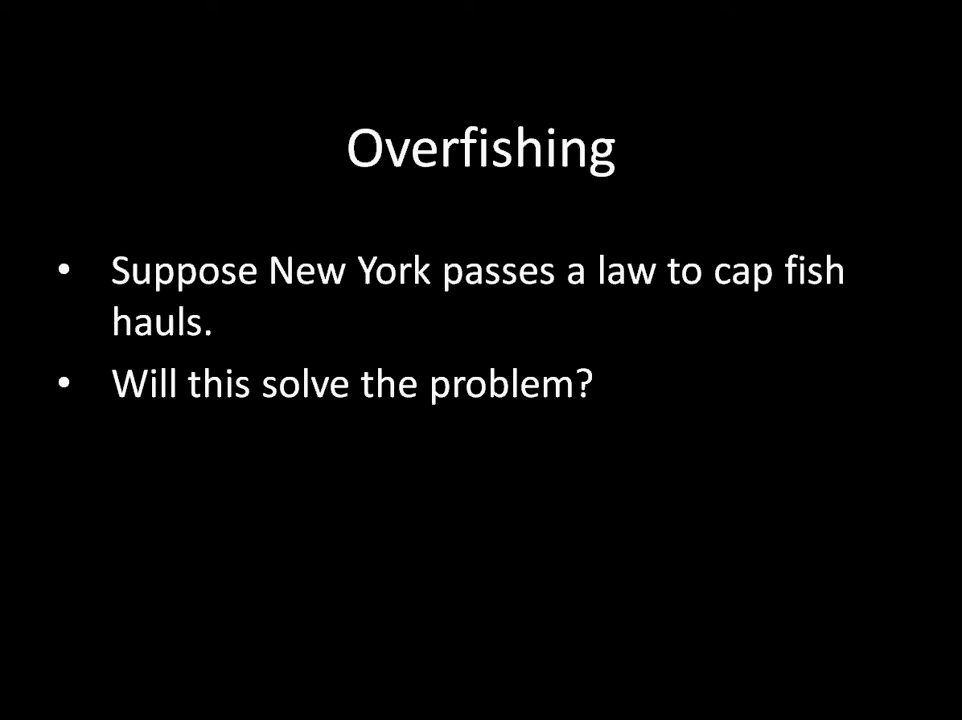 Overfishing
• Suppose New York passes a law to cap fish
hauls.
• Will this solve the problem?